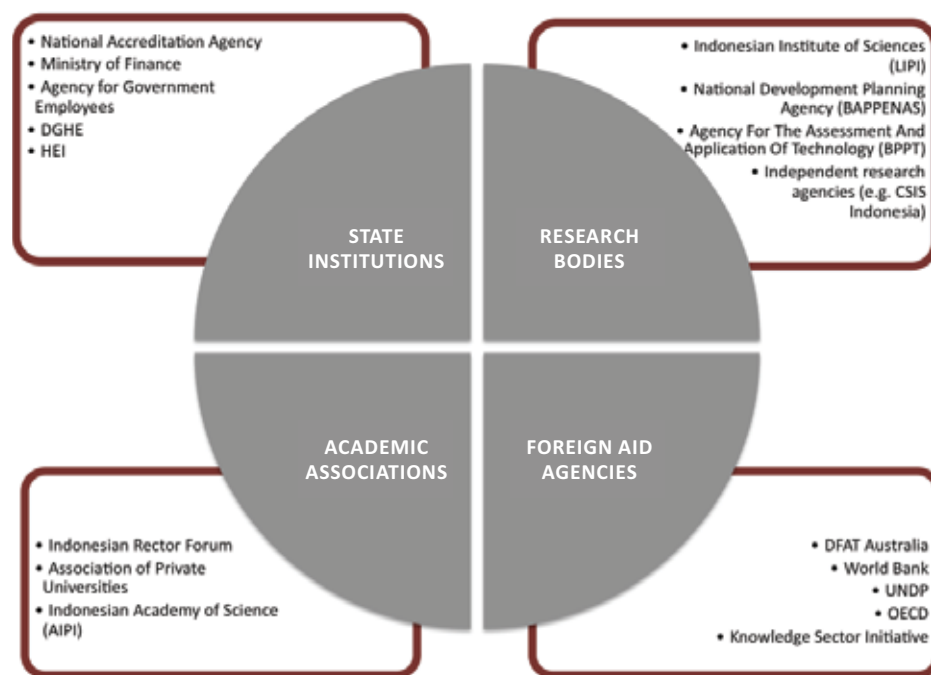 • National Accreditation Agency
• Ministry of Finance
• Agency for Government
Employees
• DGHE
• HEI
• Indonesian Institute of Sciences
(LIPI)
• National Development Planning
Agency (BAPPENAS)
• Agency For The Assessment And
Application Of Technology (BPPT)
• Independent research
agencies (e.g. CSIS
Indonesia)
STATE
INSTITUTIONS
RESEARCH
BODIES
ACADEMIC
ASSOCIATIONS
FOREIGN AID
AGENCIES
• Indonesian Rector Forum
• Association of Private
Universities
• Indonesian Academy of Science
(AIPI)
• DFAT Australia
• World Bank
• UNDP
• OECD
• Knowledge Sector Initiative